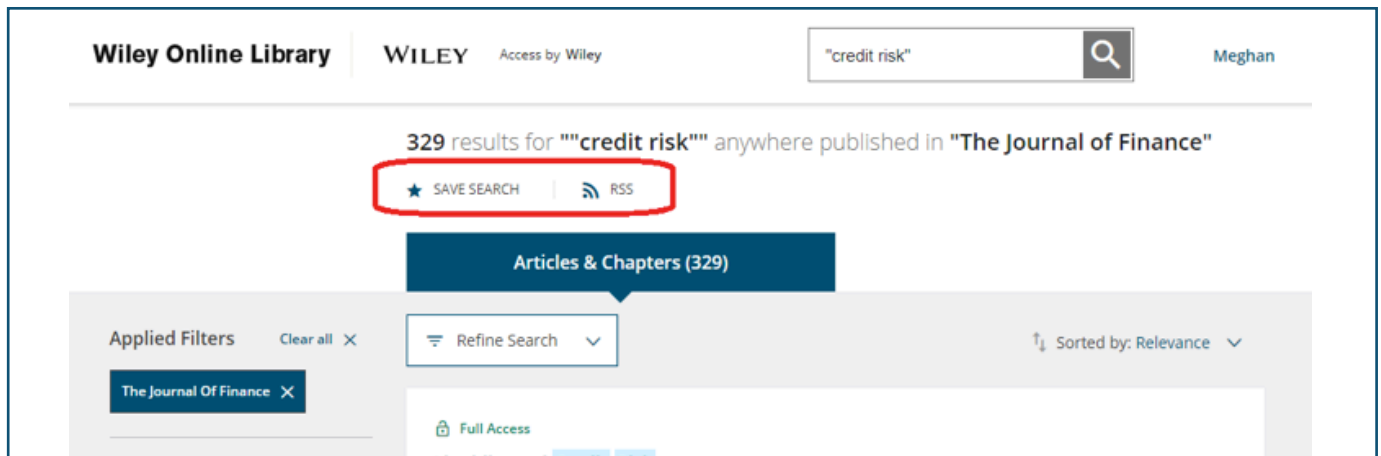 Wiley Online Library WILEY Access by Wiley "credit risk" Meghan
329 results for ""credit risk"" anywhere published in "The Journal of Finance"
SAVE SEARCH RSS
Articles & Chapters (329)
Applied Filters Clear all Refine Search Sorted by: Relevance
The Journal Of Finance
Full Access